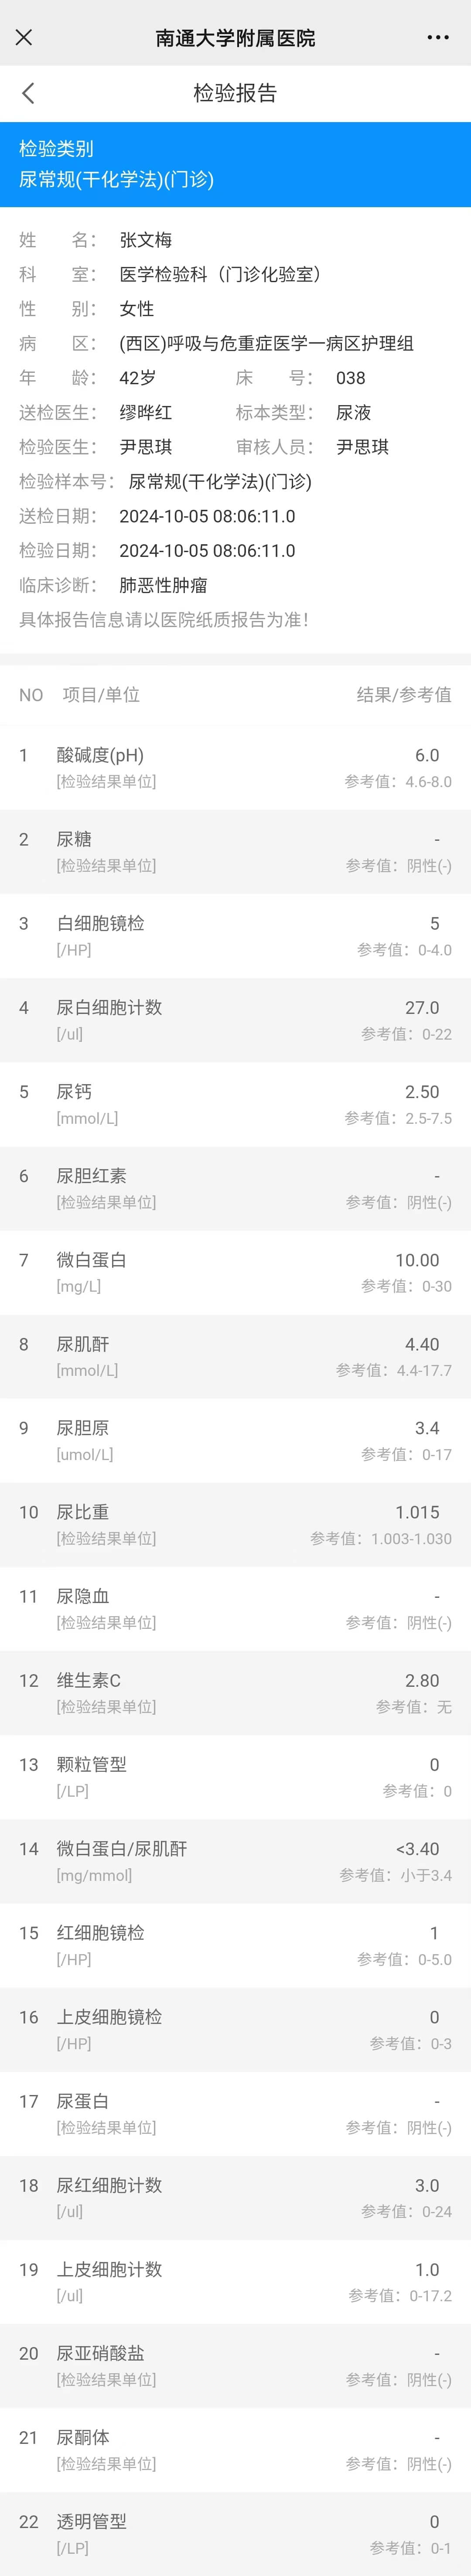 南通大学附属医院
检验报告
检验类别
尿常规(干化学法)(门诊)
姓 名： 张文梅
科 室： 医学检验科（门诊化验室）
性 别： 女性
病 区： (西区)呼吸与危重症医学一病区护理组
年 龄： 42岁 床 号： 038
送检医生： 缪晔红 标本类型： 尿液
检验医生： 尹思琪 审核人员： 尹思琪
检验样本号： 尿常规(干化学法)(门诊)
送检日期： 2024-10-05 08:06:11.0
检验日期： 2024-10-05 08:06:11.0
临床诊断： 肺恶性肿瘤
具体报告信息请以医院纸质报告为准！
NO 项目/单位 结果/参考值
1 酸碱度(pH) 6.0
[检验结果单位] 参考值：4.6-8.0
2 尿糖 -
[检验结果单位] 参考值：阴性(-)
3 白细胞镜检 5
[/HP] 参考值：0-4.0
4 尿白细胞计数 27.0
[/ul] 参考值：0-22
5 尿钙 2.50
[mmol/L] 参考值：2.5-7.5
6 尿胆红素 -
[检验结果单位] 参考值：阴性(-)
7 微白蛋白 10.00
[mg/L] 参考值：0-30
8 尿肌酐 4.40
[mmol/L] 参考值：4.4-17.7
9 尿胆原 3.4
[umol/L] 参考值：0-17
10 尿比重 1.015
[检验结果单位] 参考值：1.003-1.030
11 尿隐血 -
[检验结果单位] 参考值：阴性(-)
12 维生素C 2.80
[检验结果单位] 参考值：无
13 颗粒管型 0
[/LP] 参考值：0
14 微白蛋白/尿肌酐 <3.40
[mg/mmol] 参考值：小于3.4
15 红细胞镜检 1
[/HP] 参考值：0-5.0
16 上皮细胞镜检 0
[/HP] 参考值：0-3
17 尿蛋白 -
[检验结果单位] 参考值：阴性(-)
18 尿红细胞计数 3.0
[/ul] 参考值：0-24
19 上皮细胞计数 1.0
[/ul] 参考值：0-17.2
20 尿亚硝酸盐 -
[检验结果单位] 参考值：阴性(-)
21 尿酮体 -
[检验结果单位] 参考值：阴性(-)
22 透明管型 0
[/LP] 参考值：0-1